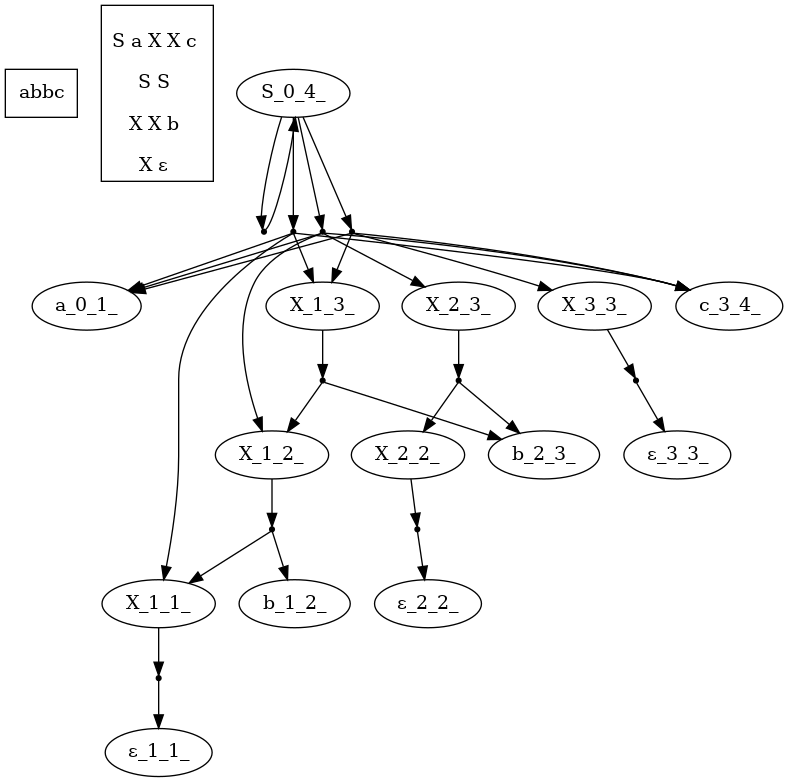 abbc
S a X X c
S S
X X b
X ε
S_0_4_
a_0_1_
X_1_3_
X_2_3_
X_3_3_
c_3_4_
X_1_2_
X_2_2_
b_2_3_
ε_3_3_
X_1_1_
b_1_2_
ε_2_2_
ε_1_1_